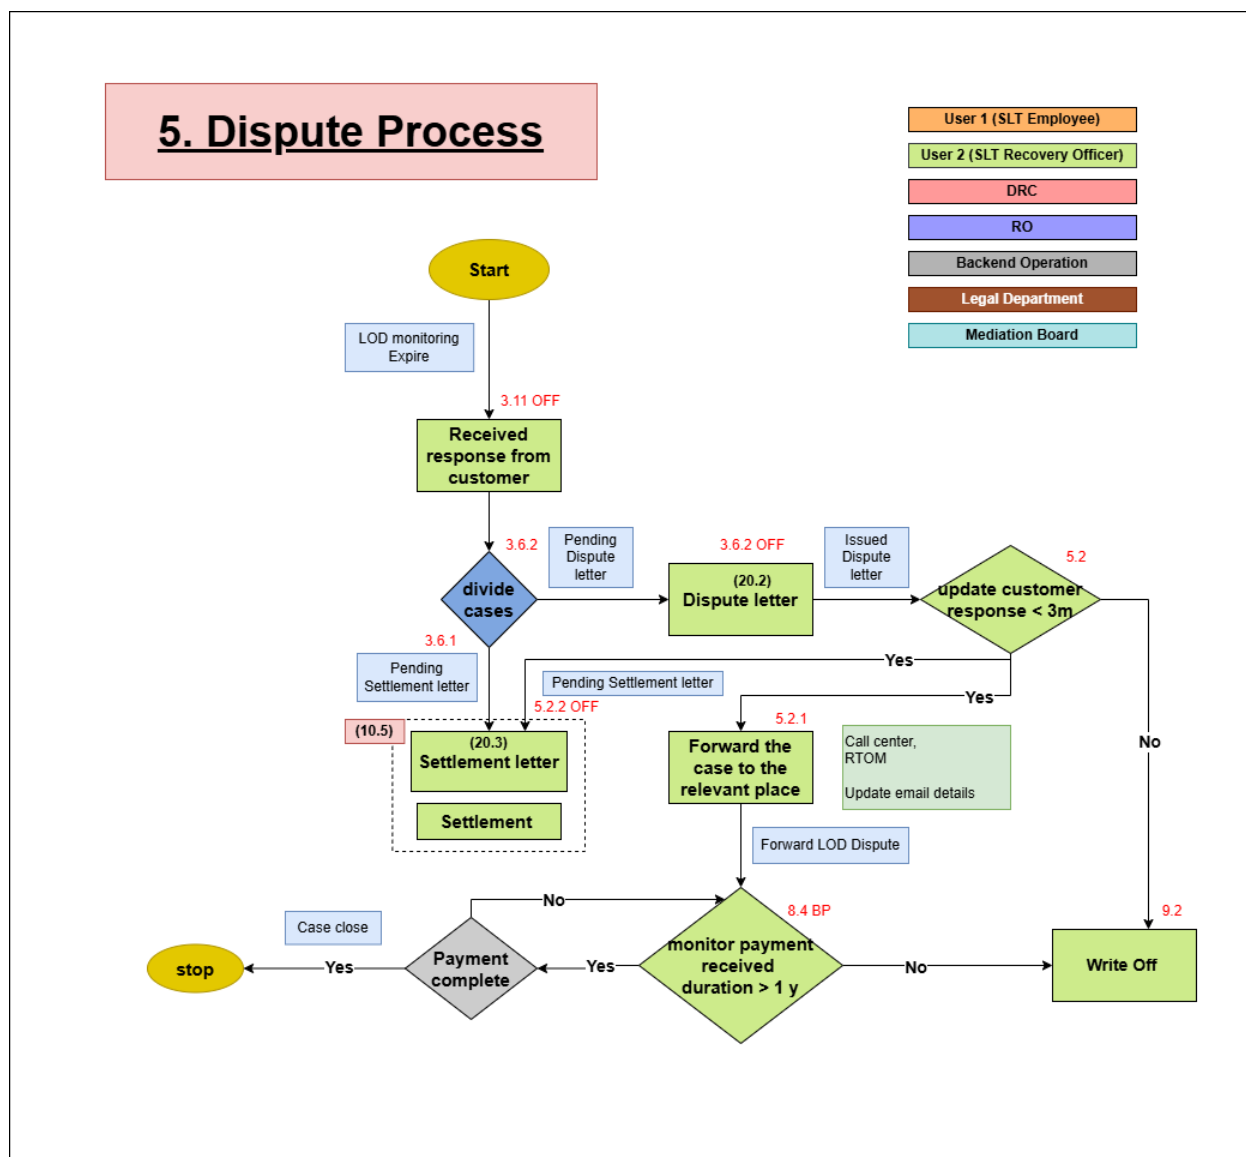 5. Dispute Process
User 1 (SLT Employee)
User 2 (SLT Recovery Officer)
DRC
RO
Backend Operation
Legal Department
Mediation Board
Start
LOD monitoring
Expire
3.11 OFF
Received
response from
customer
3.6.2
divide
cases
3.6.1
Pending
Dispute
letter
3.6.2 OFF
(20.2)
Dispute letter
Issued
Dispute
letter
5.2
update customer
response < 3m
Pending
Settlement letter
Yes
Pending Settlement letter
5.2.2 OFF
Yes
No
(10.5)
(20.3)
Settlement letter
Settlement
5.2.1
Forward the
case to the
relevant place
Call center,
RTOM
Update email details
Forward LOD Dispute
No
8.4 BP
monitor payment
received
duration > 1 y
Yes
No
9.2
Write Off
Payment
complete
Case close
Yes
stop